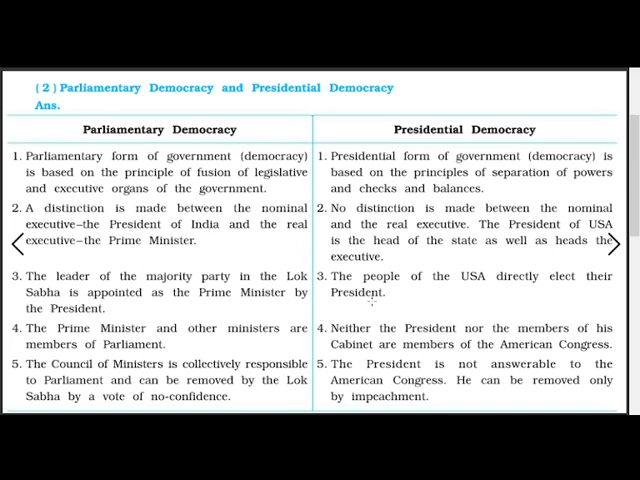 ( 2 ) Parliamentary Democracy and Presidential Democracy
Ans.
Parliamentary Democracy
1. Parliamentary form of government (democracy)
is based on the principle of fusion of legislative
and executive organs of the government.
2. A distinction is made between the nominal
executive–the President of India and the real
executive–the Prime Minister.
3. The leader of the majority party in the Lok
Sabha is appointed as the Prime Minister by
the President.
4. The Prime Minister and other ministers are
members of Parliament.
5. The Council of Ministers is collectively responsible
to Parliament and can be removed by the Lok
Sabha by a vote of no-confidence.
Presidential Democracy
1. Presidential form of government (democracy) is
based on the principles of separation of powers
and checks and balances.
2. No distinction is made between the nominal
and the real executive. The President of USA
is the head of the state as well as heads the
executive.
3. The people of the USA directly elect their
President.
4. Neither the President nor the members of his
Cabinet are members of the American Congress.
5. The President is not answerable to the
American Congress. He can be removed only
by impeachment.